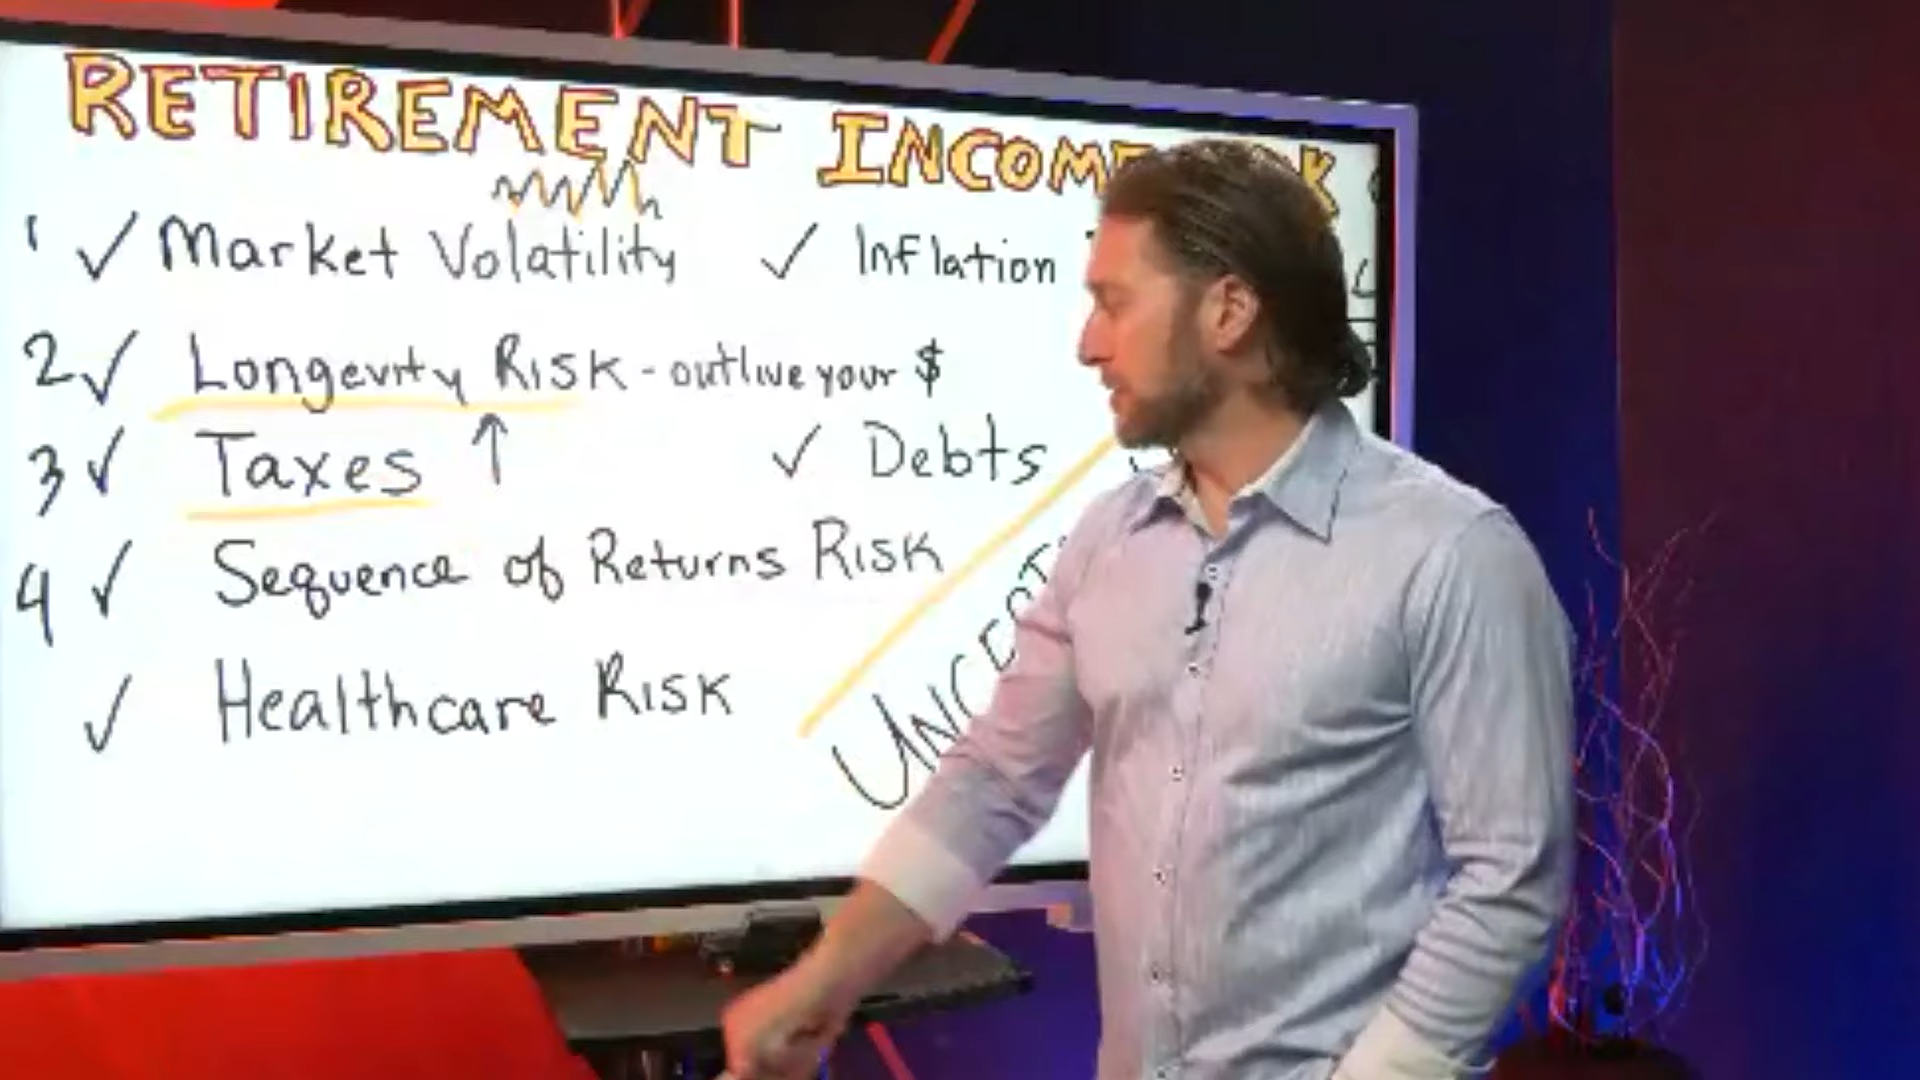 RETIREMENT INCOME
1 ✓ Market Volatility ✓ Inflation
2 ✓ Longevity Risk - outlive your $
3 ✓ Taxes ↑ ✓ Debts
4 ✓ Sequence of Returns Risk
✓ Healthcare Risk